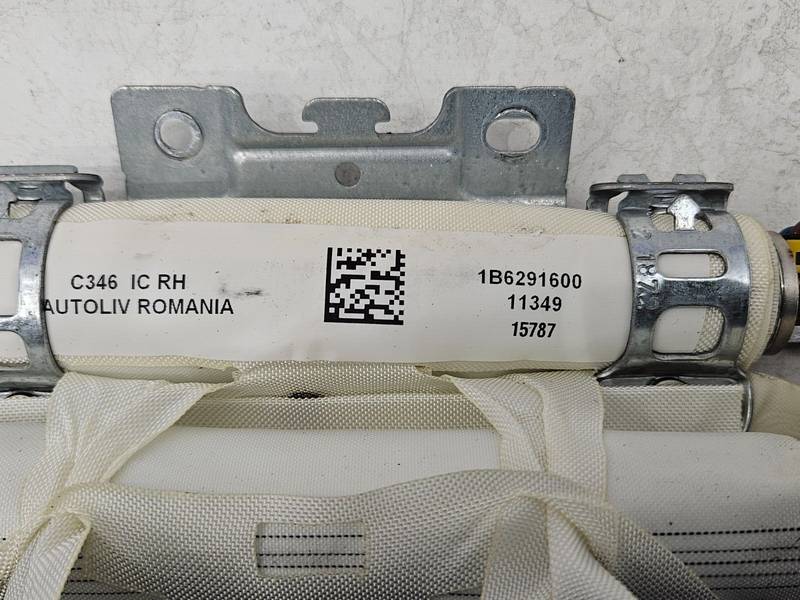 C346 IC RH
AUTOLIV ROMANIA
1B6291600
11349
15787